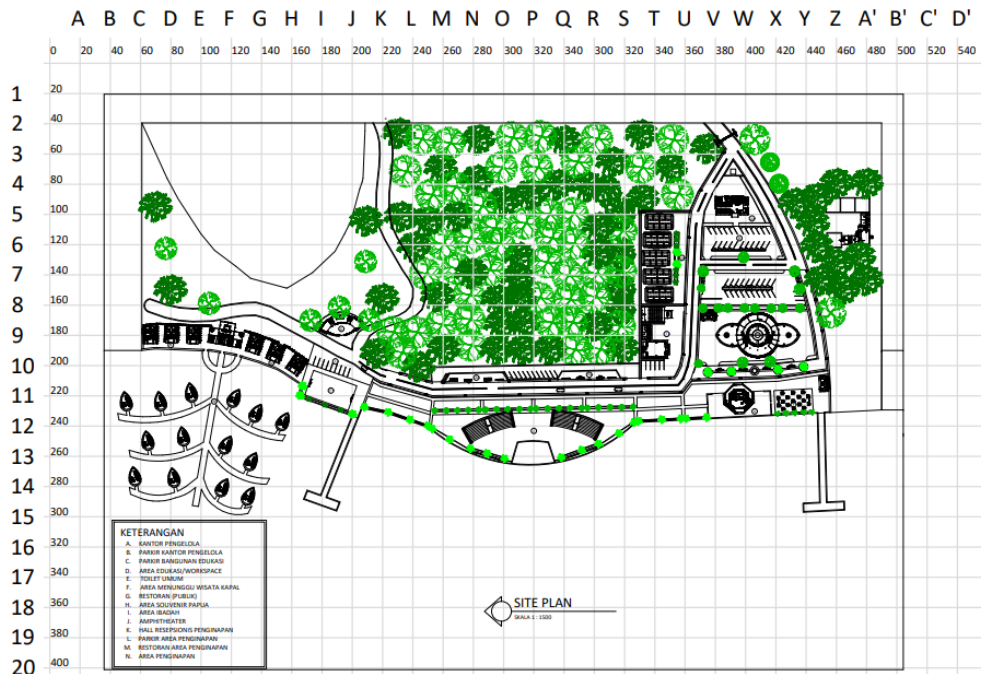 A B C D E F G H I J K L M N O P Q R S T U V W X Y Z A' B' C' D'
0 20 40 60 80 100 120 140 160 180 200 220 240 260 280 300 320 340 360 300 320 340 360 380 400 420 440 460 480 500 520 540
1 20
2 40
3 60
4 80
5 100
6 120
7 140
8 160
9 180
10 200
11 220
12 240
13 260
14 280
15 300
16 320
17 340
18 360
19 380
20 400
KETERANGAN
A. KANTOR PENGELOLA
B. PARKIR KANTOR PENGELOLA
C. PARKIR BANGUNAN EDUKASI
D. AREA EDUKASI/WORKSPACE
E. TOILET UMUM
F. AREA MENUNGGU WISATA KAPAL
G. RESTORAN (PUBLIK)
H. AREA SOUVENIR PAPUA
I. AREA IBADAH
J. AMPHITHEATER
K. HALL RESEPSIONIS PENGINAPAN
L. PARKIR AREA PENGINAPAN
M. RESTORAN AREA PENGINAPAN
N. AREA PENGINAPAN
SITE PLAN
SKALA 1 : 1500